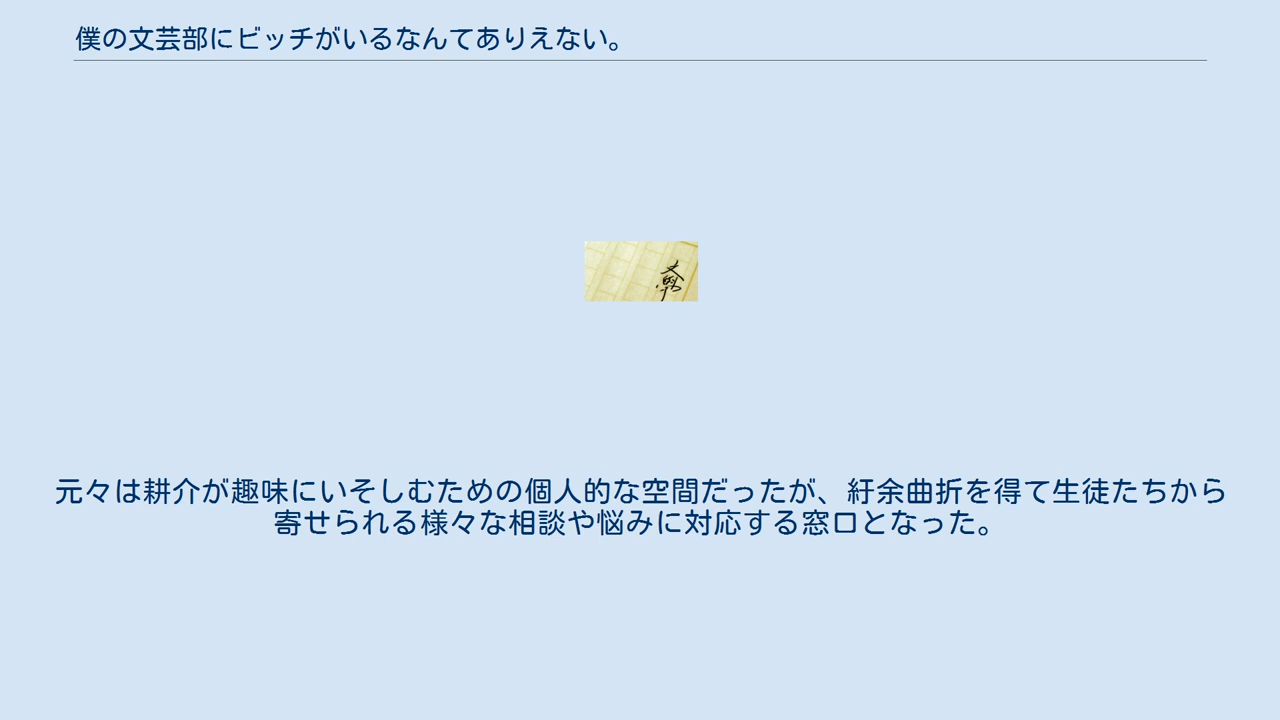 僕の文芸部にビッチがいるなんてありえない。
元々は耕介が趣味にいそしむための個人的な空間だったが、紆余曲折を得て生徒たちから
寄せられる様々な相談や悩みに対応する窓口となった。